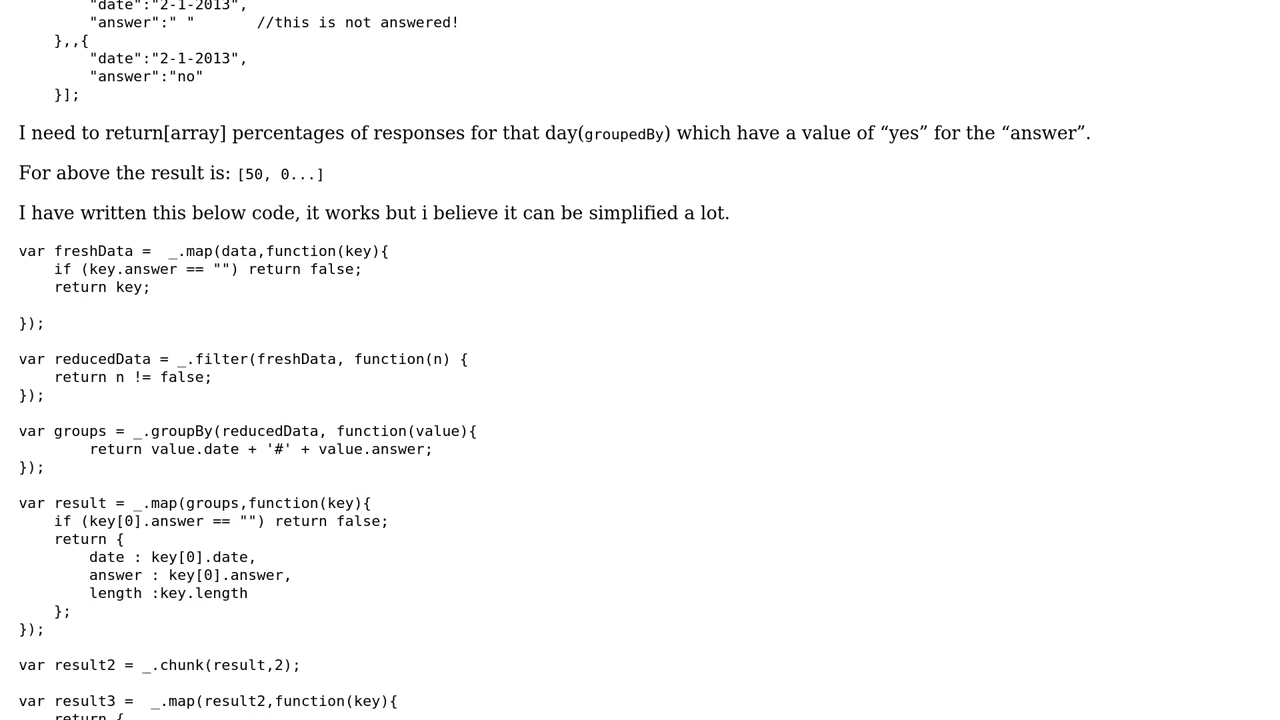 "date":"2-1-2013",
        "answer":" "       //this is not answered!
    },,{
        "date":"2-1-2013",
        "answer":"no"
    }];
I need to return[array] percentages of responses for that day(groupedBy) which have a value of “yes” for the “answer”.
For above the result is: [50, 0...]
I have written this below code, it works but i believe it can be simplified a lot.
var freshData =  _.map(data,function(key){
    if (key.answer == "") return false;
    return key;
});
var reducedData = _.filter(freshData, function(n) {
    return n != false;
});
var groups = _.groupBy(reducedData, function(value){
        return value.date + '#' + value.answer;
});
var result = _.map(groups,function(key){
    if (key[0].answer == "") return false;
    return {
        date : key[0].date,
        answer : key[0].answer,
        length :key.length
    };
});
var result2 = _.chunk(result,2);
var result3 =  _.map(result2,function(key){
    return {